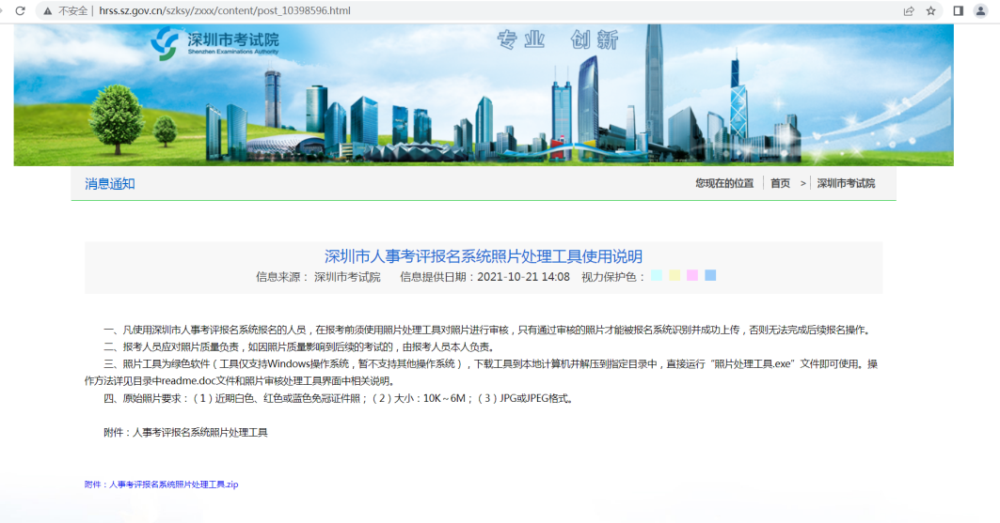 不安全 | hrss.sz.gov.cn/szksy/zxxx/content/post_10398596.html
深圳市考试院
Shenzhen Examinations Authority
专业 创新
消息通知
您现在的位置 首页 > 深圳市考试院
深圳市人事考评报名系统照片处理工具使用说明
信息来源： 深圳市考试院 信息提供日期：2021-10-21 14:08 视力保护色：
一、凡使用深圳市人事考评报名系统报名的人员，在报考前须使用照片处理工具对照片进行审核，只有通过审核的照片才能被报名系统识别并成功上传，否则无法完成后续报名操作。
二、报考人员应对照片质量负责，如因照片质量影响到后续的考试的，由报考人员本人负责。
三、照片工具为绿色软件（工具仅支持Windows操作系统，暂不支持其他操作系统），下载工具到本地计算机并解压到指定目录中，直接运行“照片处理工具.exe”文件即可使用。操
作方法详见目录中readme.doc文件和照片审核处理工具界面中相关说明。
四、原始照片要求：（1）近期白色、红色或蓝色免冠证件照；（2）大小：10K～6M；（3）JPG或JPEG格式。
附件：人事考评报名系统照片处理工具
附件：人事考评报名系统照片处理工具.zip